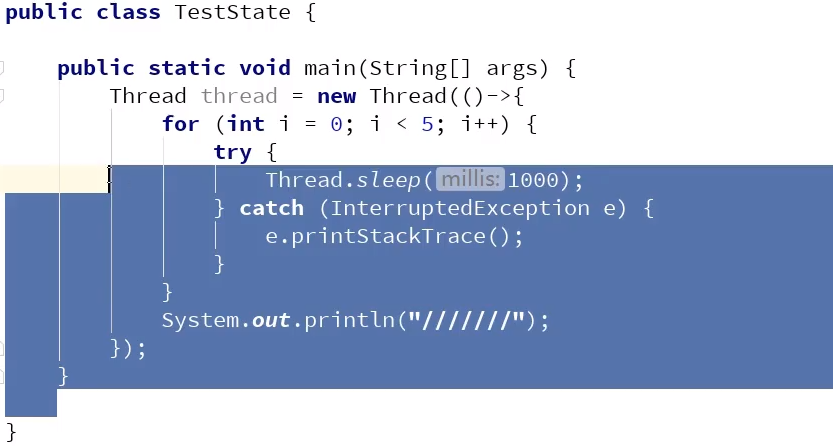 public class TestState {
    public static void main(String[] args) {
        Thread thread = new Thread(()->{
            for (int i = 0; i < 5; i++) {
                try {
                    Thread.sleep( millis: 1000);
                } catch (InterruptedException e) {
                    e.printStackTrace();
                }
            }
            System.out.println("///////");
        });
    }
}